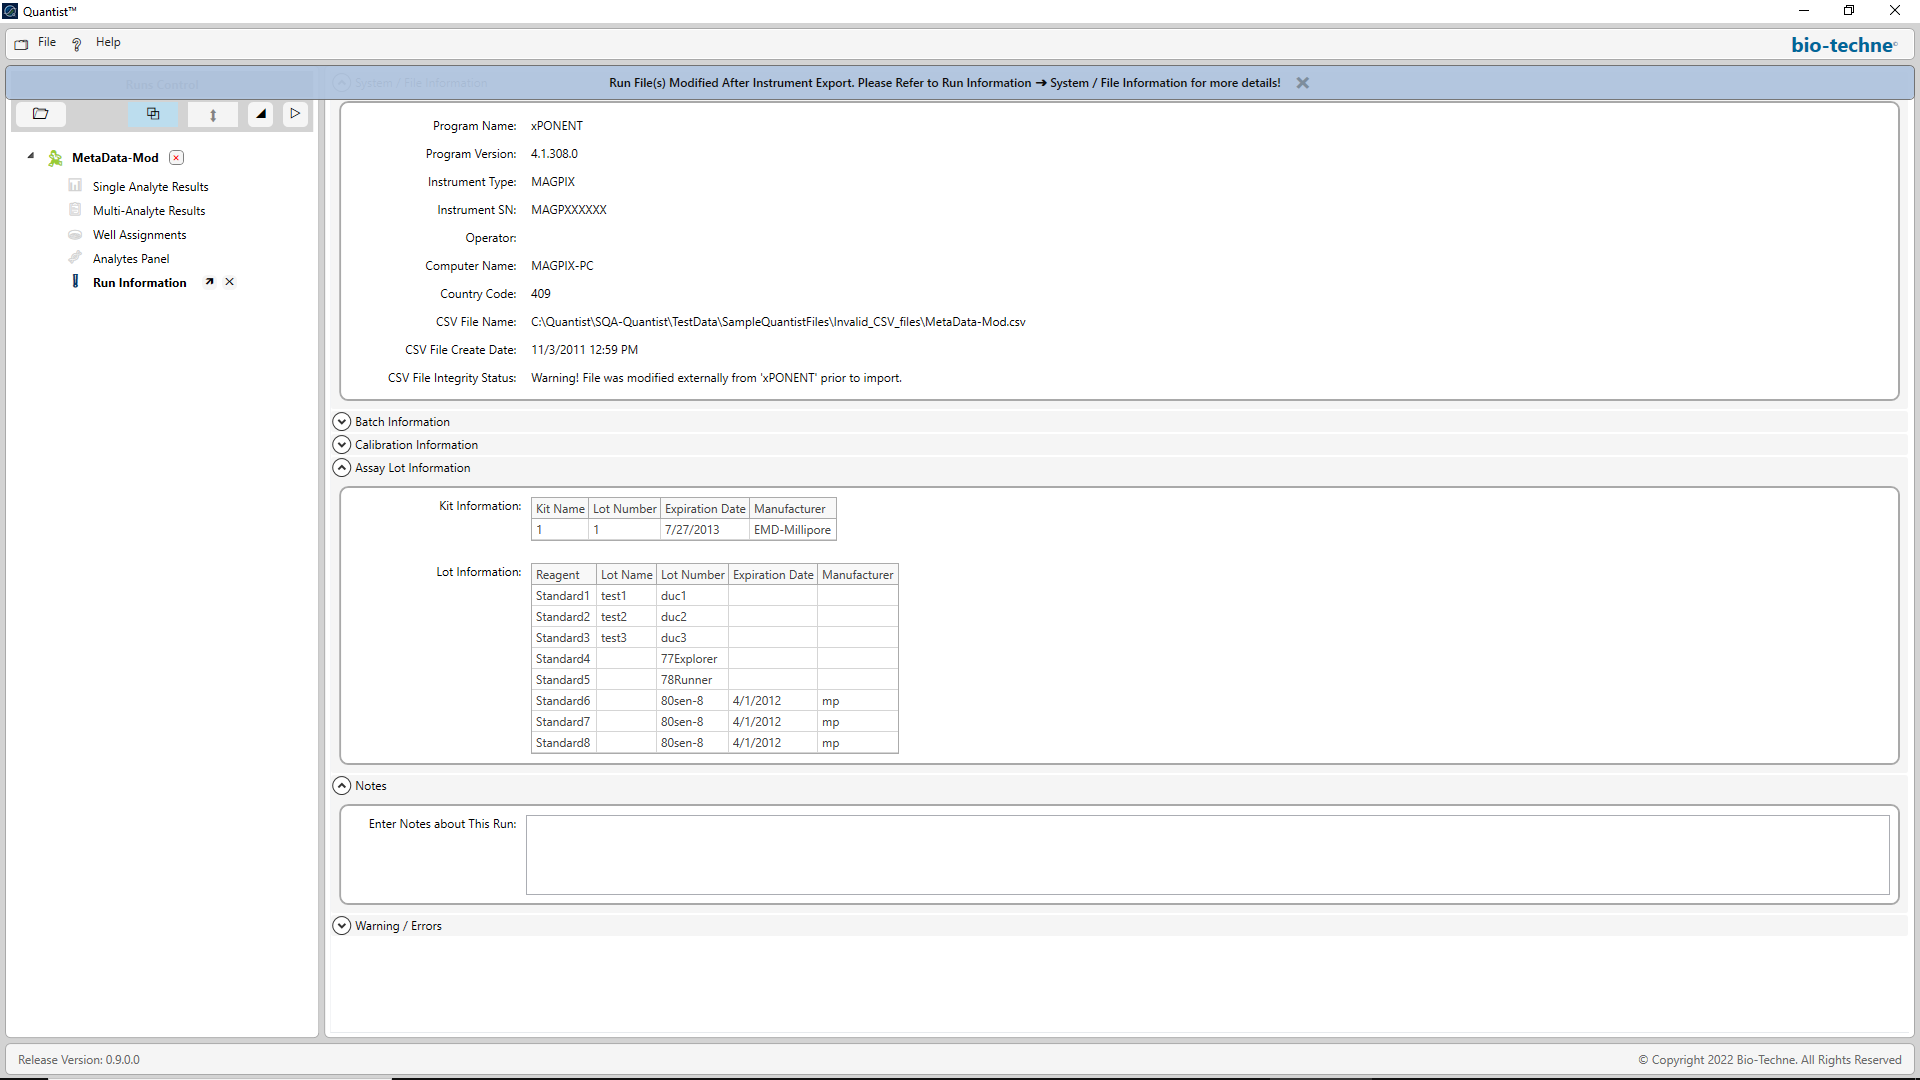 Quantist™
File
Help
bio-techne
Runs Control
System / File Information
Run File(s) Modified After Instrument Export. Please Refer to Run Information ➔ System / File Information for more details!
MetaData-Mod
Single Analyte Results
Multi-Analyte Results
Well Assignments
Analytes Panel
Run Information
Program Name: xPONENT
Program Version: 4.1.308.0
Instrument Type: MAGPIX
Instrument SN: MAGPXXXXXX
Operator:
Computer Name: MAGPIX-PC
Country Code: 409
CSV File Name: C:\Quantist\SQA-Quantist\TestData\SampleQuantistFiles\Invalid_CSV_files\MetaData-Mod.csv
CSV File Create Date: 11/3/2011 12:59 PM
CSV File Integrity Status: Warning! File was modified externally from 'xPONENT' prior to import.
Batch Information
Calibration Information
Assay Lot Information
Kit Information:
Kit Name Lot Number Expiration Date Manufacturer
1 1 7/27/2013 EMD-Millipore
Lot Information:
Reagent Lot Name Lot Number Expiration Date Manufacturer
Standard1 test1 duc1
Standard2 test2 duc2
Standard3 test3 duc3
Standard4 77Explorer
Standard5 78Runner
Standard6 80sen-8 4/1/2012 mp
Standard7 80sen-8 4/1/2012 mp
Standard8 80sen-8 4/1/2012 mp
Notes
Enter Notes about This Run:
Warning / Errors
Release Version: 0.9.0.0
© Copyright 2022 Bio-Techne. All Rights Reserved